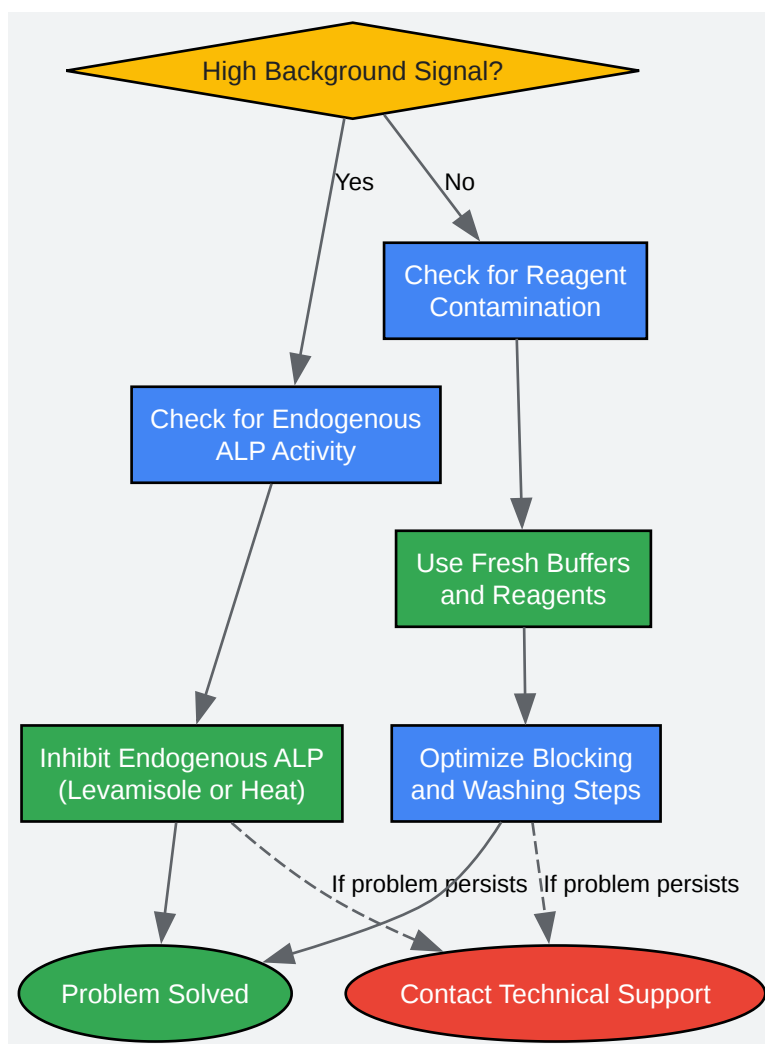 High Background Signal?
Yes
No
Check for Reagent
Contamination
Check for Endogenous
ALP Activity
Use Fresh Buffers
and Reagents
Inhibit Endogenous ALP
(Levamisole or Heat)
Optimize Blocking
and Washing Steps
If problem persists
If problem persists
Problem Solved
Contact Technical Support